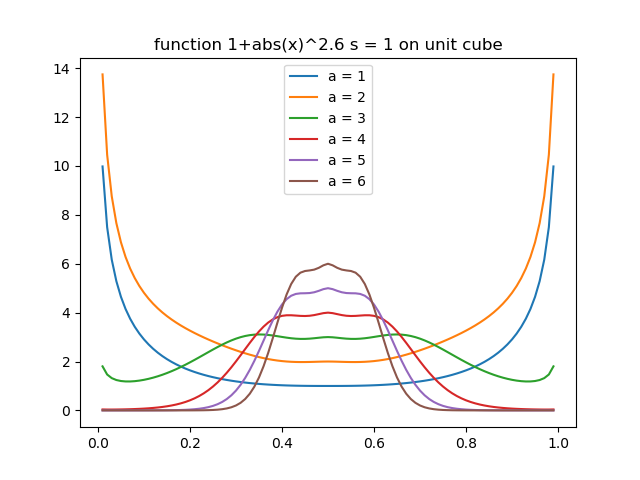 function 1+abs(x)^2.6 s = 1 on unit cube
14
12
10
8
6
4
2
0
a = 1
a = 2
a = 3
a = 4
a = 5
a = 6
0.0 0.2 0.4 0.6 0.8 1.0